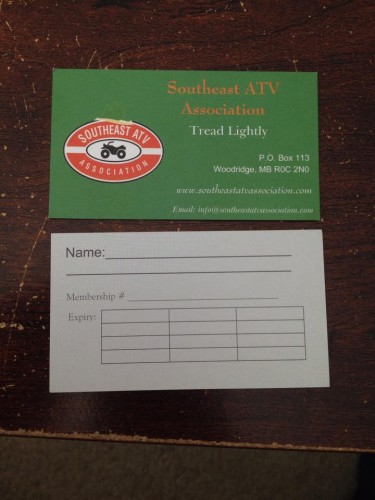 Southeast ATV
Association
Tread Lightly
SOUTHEAST ATV
ASSOCIATION
P.O. Box 113
Woodridge, MB R0C 2N0
www.southeastatvassociation.com
Email: info@southeastatvassociation.com
Name:
Membership #
Expiry: